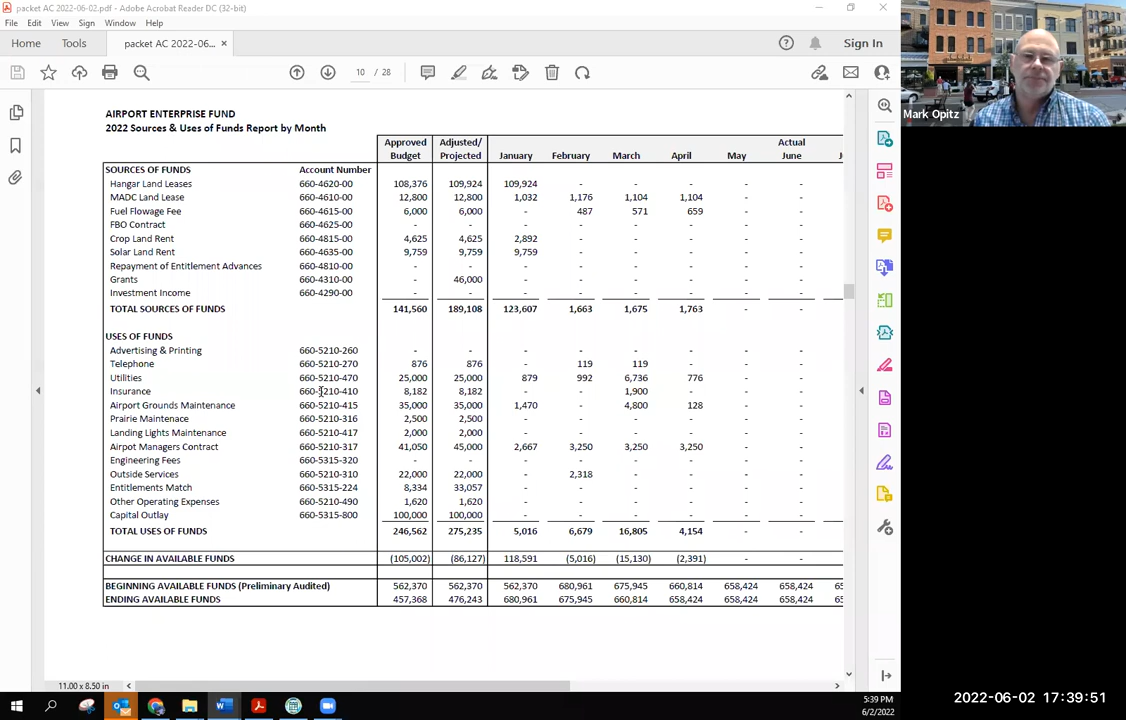 packet AC 2022-06-02.pdf - Adobe Acrobat Reader DC (32-bit)
File Edit View Sign Window Help
Home Tools packet AC 2022-06... × Sign In
10 / 28
Mark Opitz
AIRPORT ENTERPRISE FUND
2022 Sources & Uses of Funds Report by Month
Approved Adjusted/ Actual
Budget Projected January February March April May June
SOURCES OF FUNDS Account Number
Hangar Land Leases 660-4620-00 108,376 109,924 109,924 - - - - -
MADC Land Lease 660-4610-00 12,800 12,800 1,032 1,176 1,104 1,104 - -
Fuel Flowage Fee 660-4615-00 6,000 6,000 - 487 571 659 - -
FBO Contract 660-4625-00 - - - - - - - -
Crop Land Rent 660-4815-00 4,625 4,625 2,892 - - - - -
Solar Land Rent 660-4635-00 9,759 9,759 9,759 - - - - -
Repayment of Entitlement Advances 660-4810-00 - - - - - - - -
Grants 660-4310-00 - 46,000 - - - - - -
Investment Income 660-4290-00 - - - - - - - -
TOTAL SOURCES OF FUNDS 141,560 189,108 123,607 1,663 1,675 1,763 - -
USES OF FUNDS
Advertising & Printing 660-5210-260 - - - - - - - -
Telephone 660-5210-270 876 876 - 119 119 - - -
Utilities 660-5210-470 25,000 25,000 879 992 6,736 776 - -
Insurance 660-5210-410 8,182 8,182 - - 1,900 - - -
Airport Grounds Maintenance 660-5210-415 35,000 35,000 1,470 - 4,800 128 - -
Prairie Maintenace 660-5210-316 2,500 2,500 - - - - - -
Landing Lights Maintenance 660-5210-417 2,000 2,000 - - - - - -
Airpot Managers Contract 660-5210-317 41,050 45,000 2,667 3,250 3,250 3,250 - -
Engineering Fees 660-5315-320 - - - - - - - -
Outside Services 660-5210-310 22,000 22,000 - 2,318 - - - -
Entitlements Match 660-5315-224 8,334 33,057 - - - - - -
Other Operating Expenses 660-5210-490 1,620 1,620 - - - - - -
Capital Outlay 660-5315-800 100,000 100,000 - - - - - -
TOTAL USES OF FUNDS 246,562 275,235 5,016 6,679 16,805 4,154 - -
CHANGE IN AVAILABLE FUNDS (105,002) (86,127) 118,591 (5,016) (15,130) (2,391) - -
BEGINNING AVAILABLE FUNDS (Preliminary Audited) 562,370 562,370 562,370 680,961 675,945 660,814 658,424 658,424
ENDING AVAILABLE FUNDS 457,368 476,243 680,961 675,945 660,814 658,424 658,424 658,424
11.00 x 8.50 in
5:39 PM
6/2/2022
2022-06-02 17:39:51